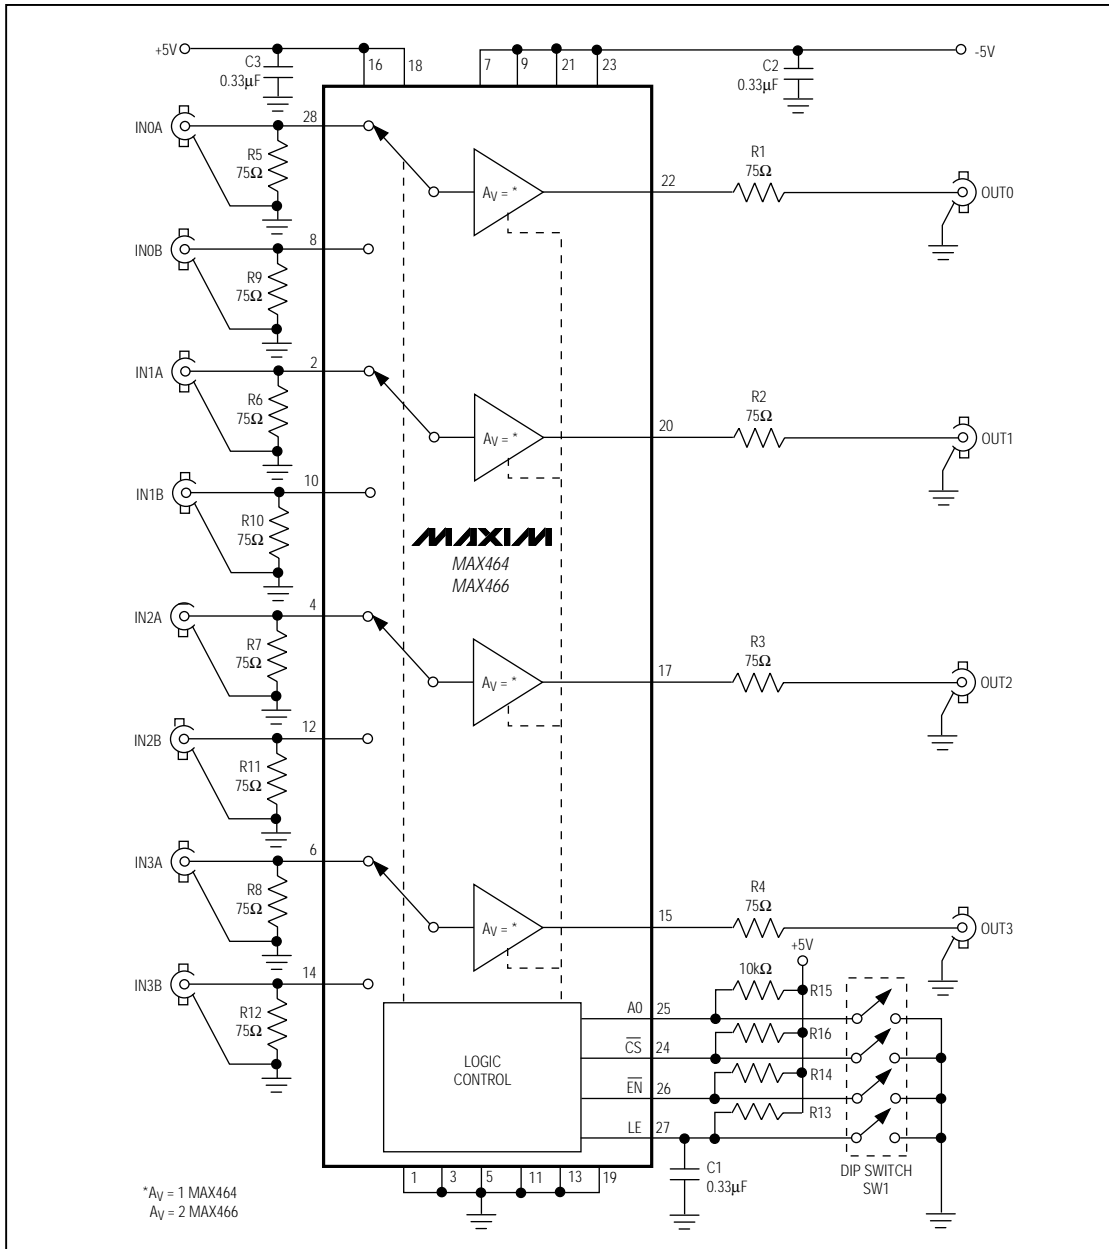 +5V
C3
0.33µF
16
18
7
9
21
23
C2
0.33µF
-5V
IN0A
28
R5
75Ω
AV = *
22
R1
75Ω
OUT0
IN0B
8
R9
75Ω
IN1A
2
R6
75Ω
AV = *
20
R2
75Ω
OUT1
IN1B
10
R10
75Ω
MAXIM
MAX464
MAX466
IN2A
4
R7
75Ω
AV = *
17
R3
75Ω
OUT2
IN2B
12
R11
75Ω
IN3A
6
R8
75Ω
AV = *
15
R4
75Ω
OUT3
+5V
IN3B
14
R12
75Ω
10kΩ
R15
A0
25
R16
CS
24
R14
EN
26
R13
LE
27
LOGIC
CONTROL
C1
0.33µF
DIP SWITCH
SW1
1
3
5
11
13
19
*AV = 1 MAX464
AV = 2 MAX466